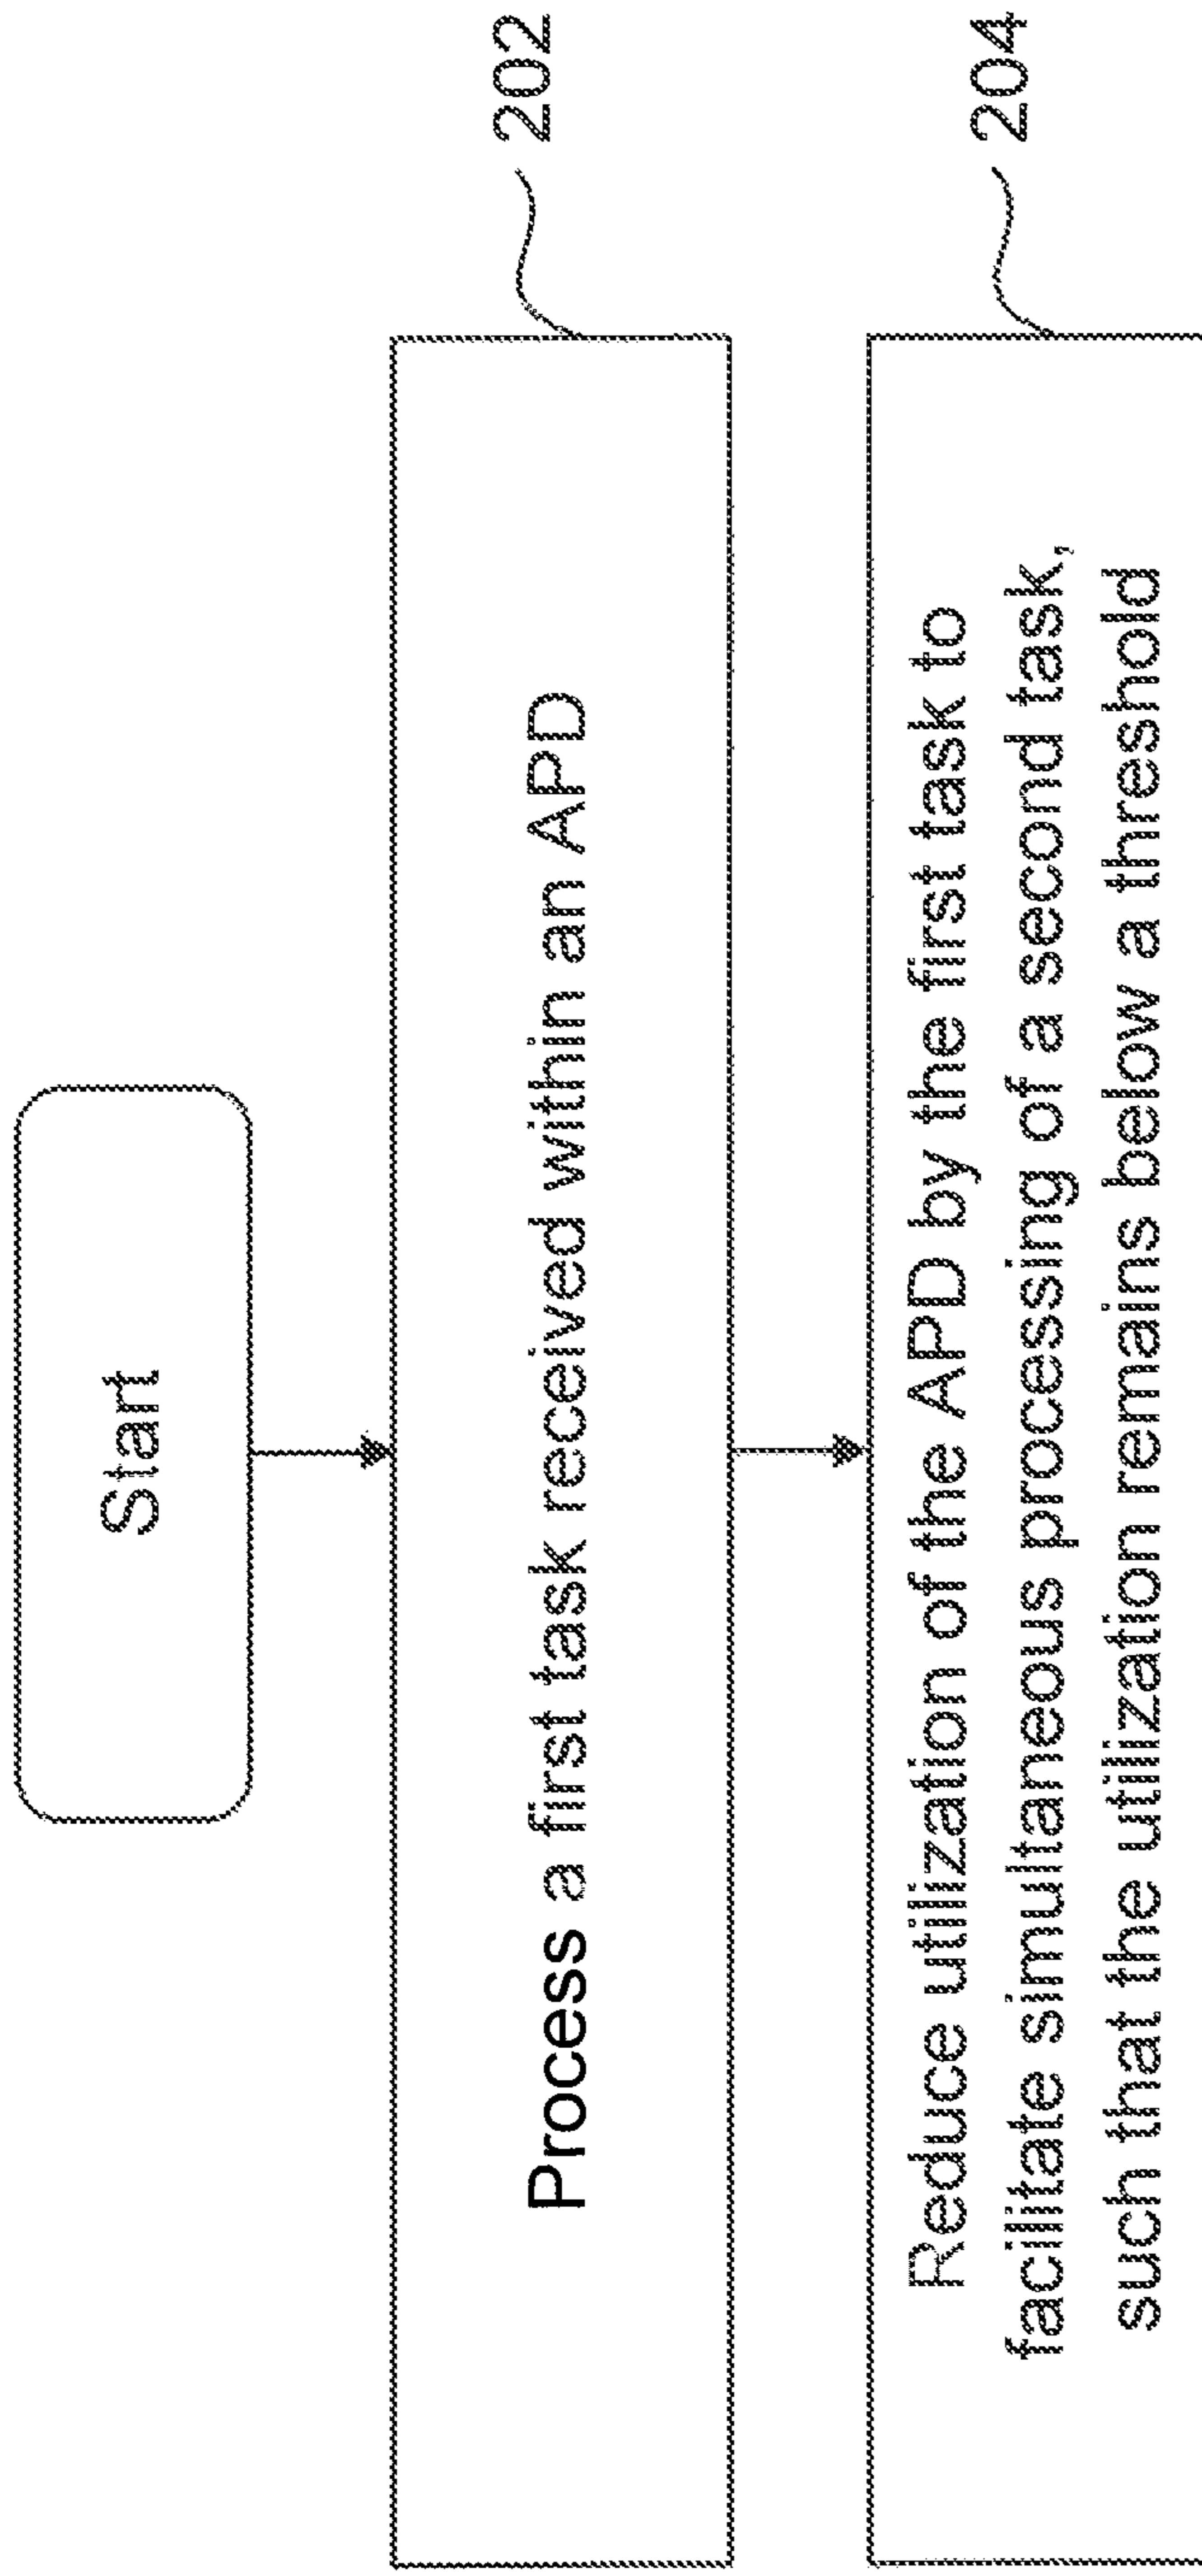 Start
Process a first task received within an APD
202
Reduce utilization of the APD by the first task to
facilitate simultaneous processing of a second task,
such that the utilization remains below a threshold
204